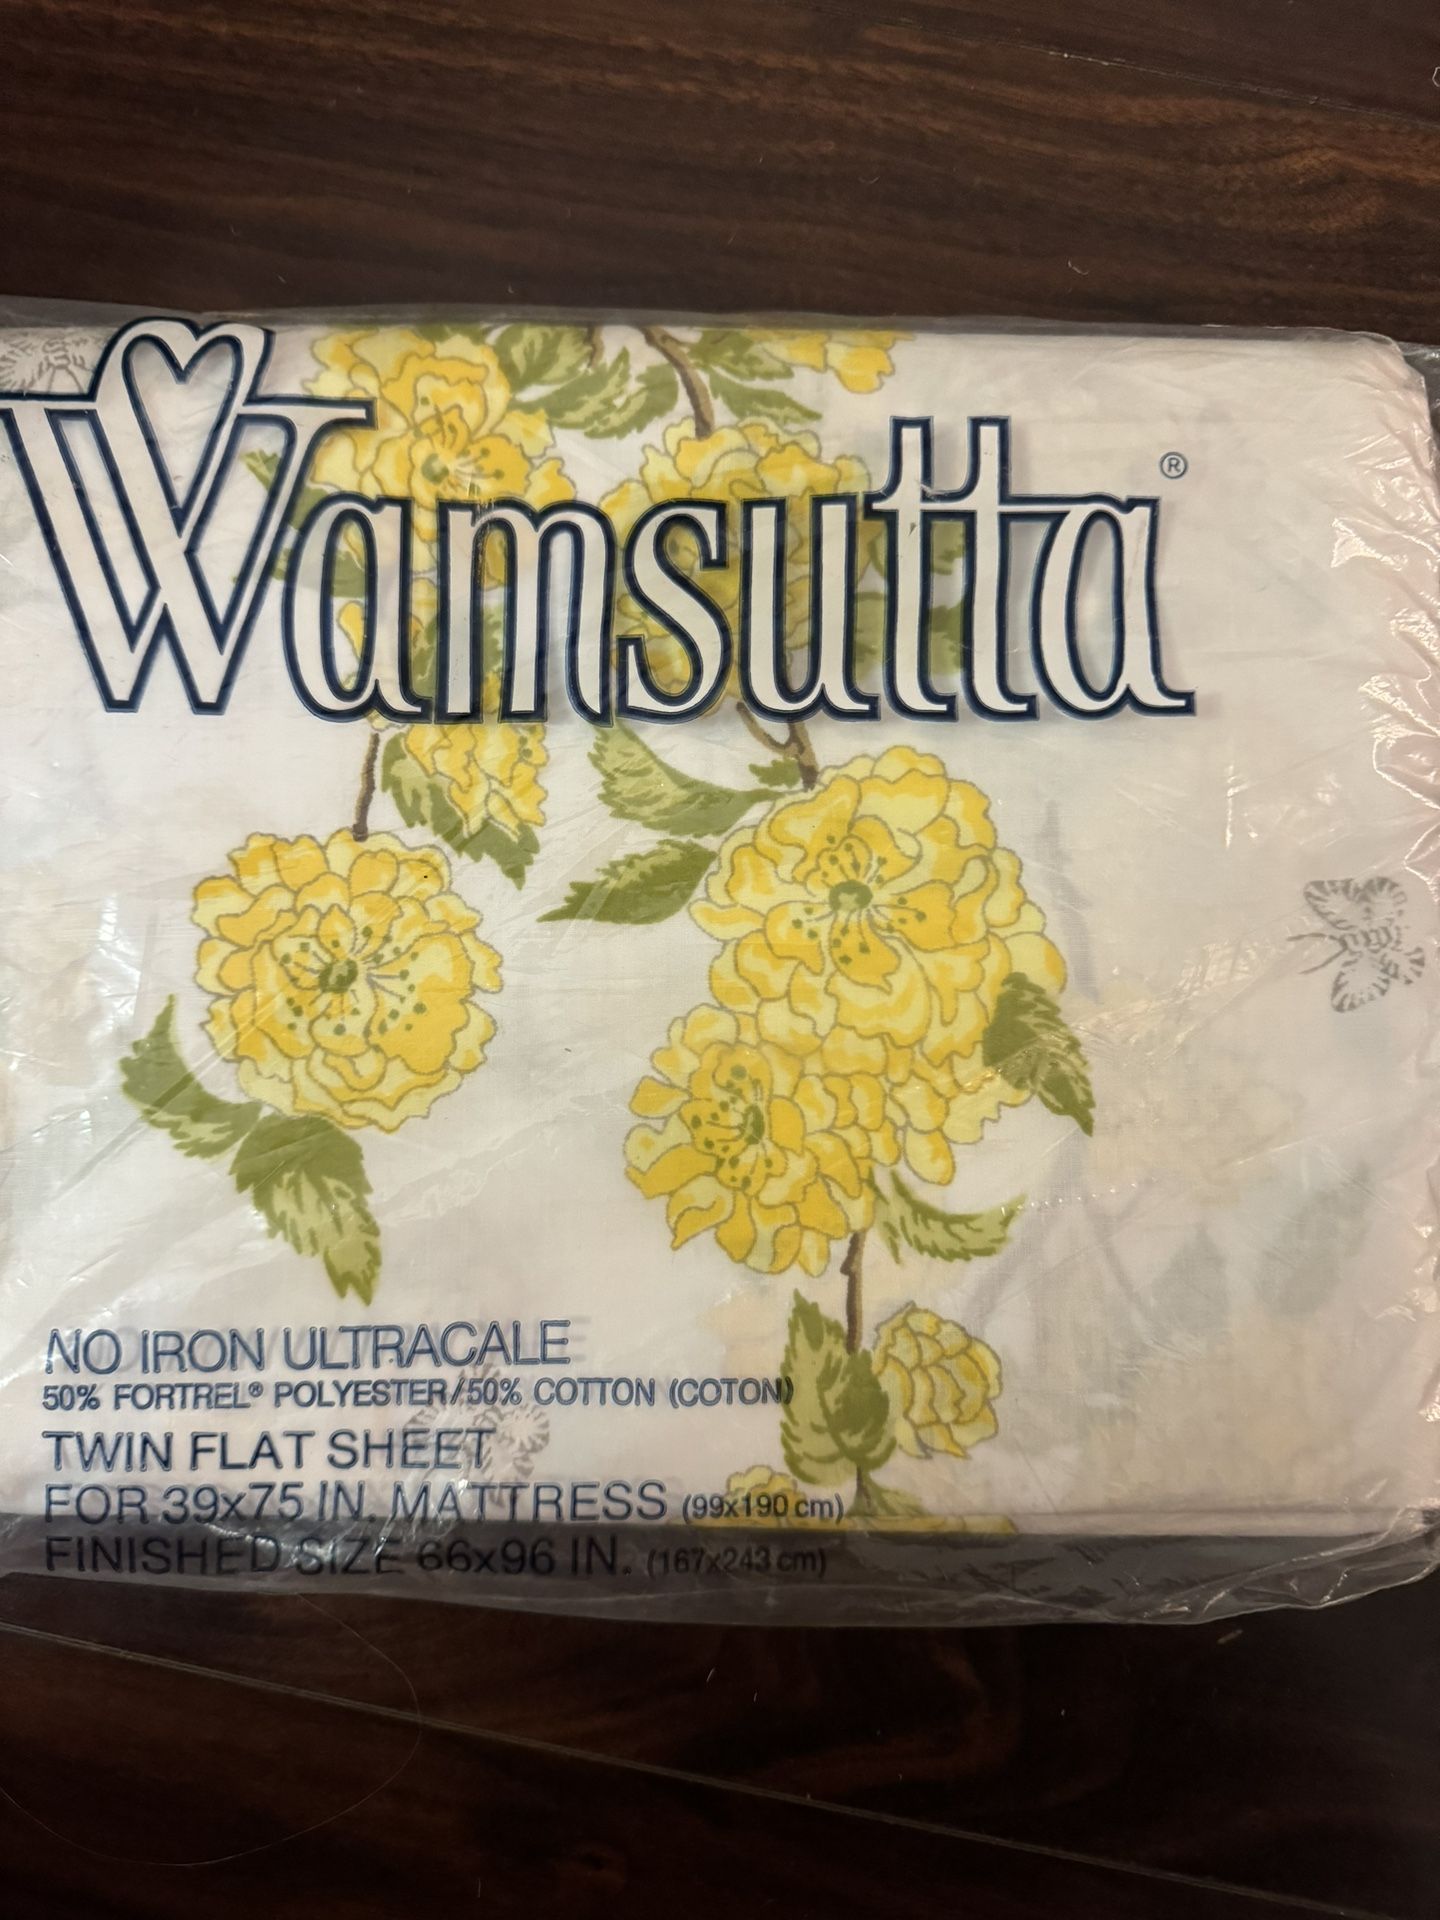 Wamsutta®
NO IRON ULTRACALE
50% FORTREL® POLYESTER/50% COTTON (COTON)
TWIN FLAT SHEET
FOR 39x75 IN. MATTRESS (99x190 cm)
FINISHED SIZE 66x96 IN. (167x243 cm)